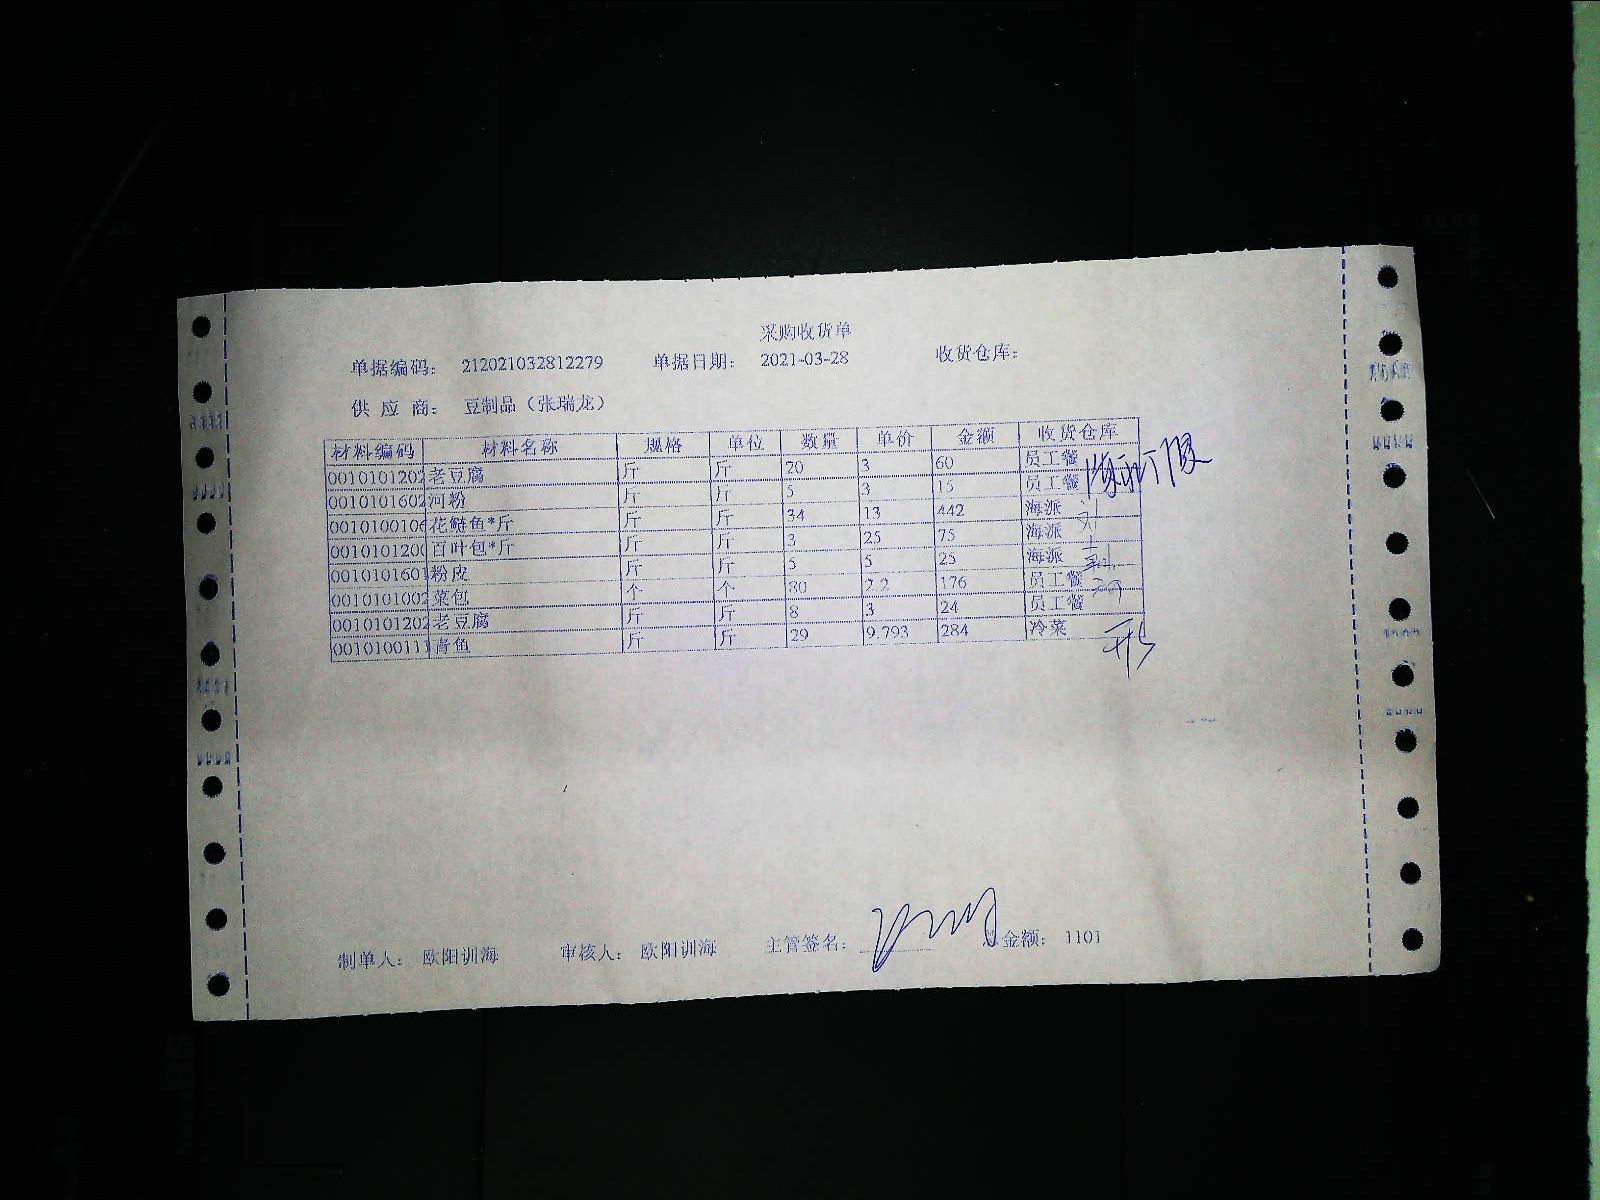 采购收货单
单据编码： 212021032812279 单据日期： 2021-03-28 收货仓库：
供 应 商： 豆制品（张瑞龙）
材料编码 材料名称 规格 单位 数量 单价 金额 收货仓库
0010101202 老豆腐 斤 斤 20 3 60 员工餐
0010101602 河粉 斤 斤 5 3 15 员工餐
0010100106 花鲢鱼*斤 斤 斤 34 13 442 海派
0010101200 百叶包*斤 斤 斤 3 25 75 海派
0010101601 粉皮 斤 斤 5 5 25 海派
0010101002 菜包 个 个 80 2.2 176 员工餐
0010101202 老豆腐 斤 斤 8 3 24 员工餐
0010100111 青鱼 斤 斤 29 9.793 284 冷菜
制单人： 欧阳训海 审核人： 欧阳训海 主管签名： 总金额： 1101